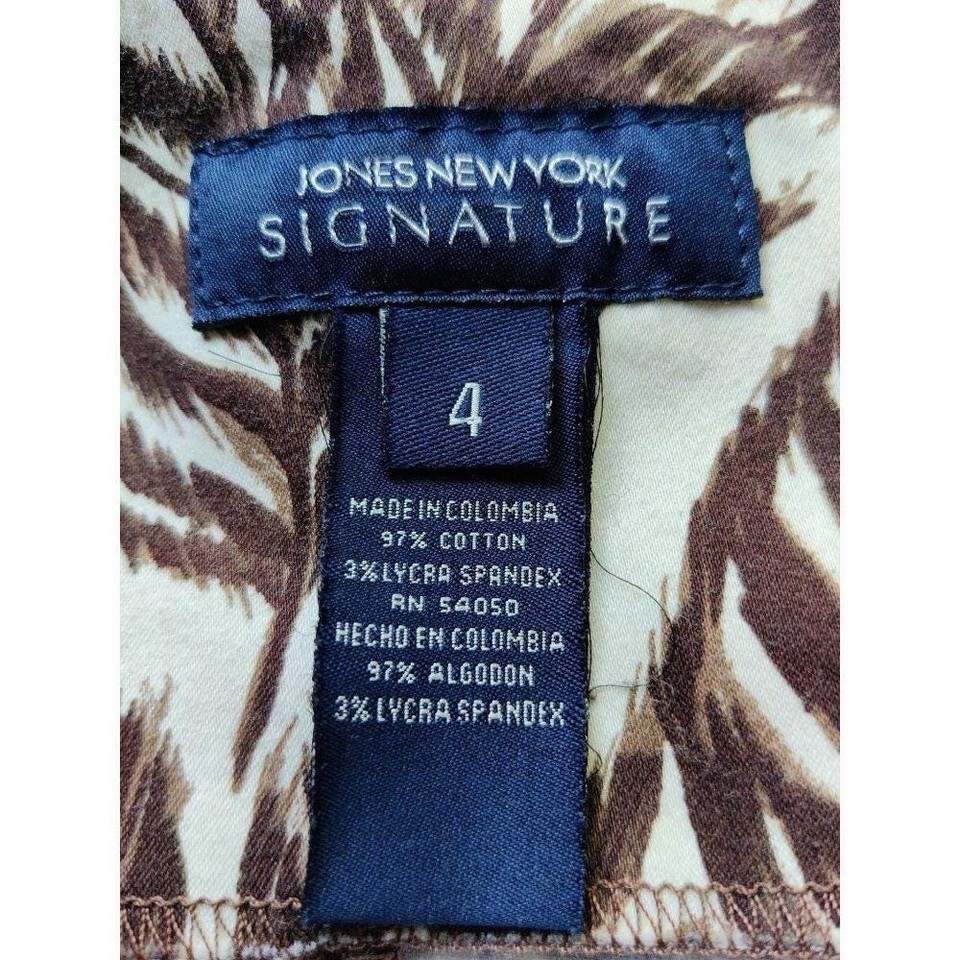 JONES NEW YORK
SIGNATURE
4
MADE IN COLOMBIA
97% COTTON
3% LYCRA SPANDEX
RN 54050
HECHO EN COLOMBIA
97% ALGODON
3% LYCRA SPANDEX